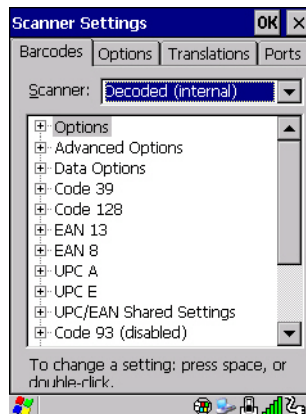 Scanner Settings OK ×
Barcodes Options Translations Ports
Scanner: Decoded (internal)
Options
Advanced Options
Data Options
Code 39
Code 128
EAN 13
EAN 8
UPC A
UPC E
UPC/EAN Shared Settings
Code 93 (disabled)
To change a setting: press space, or
double-click.